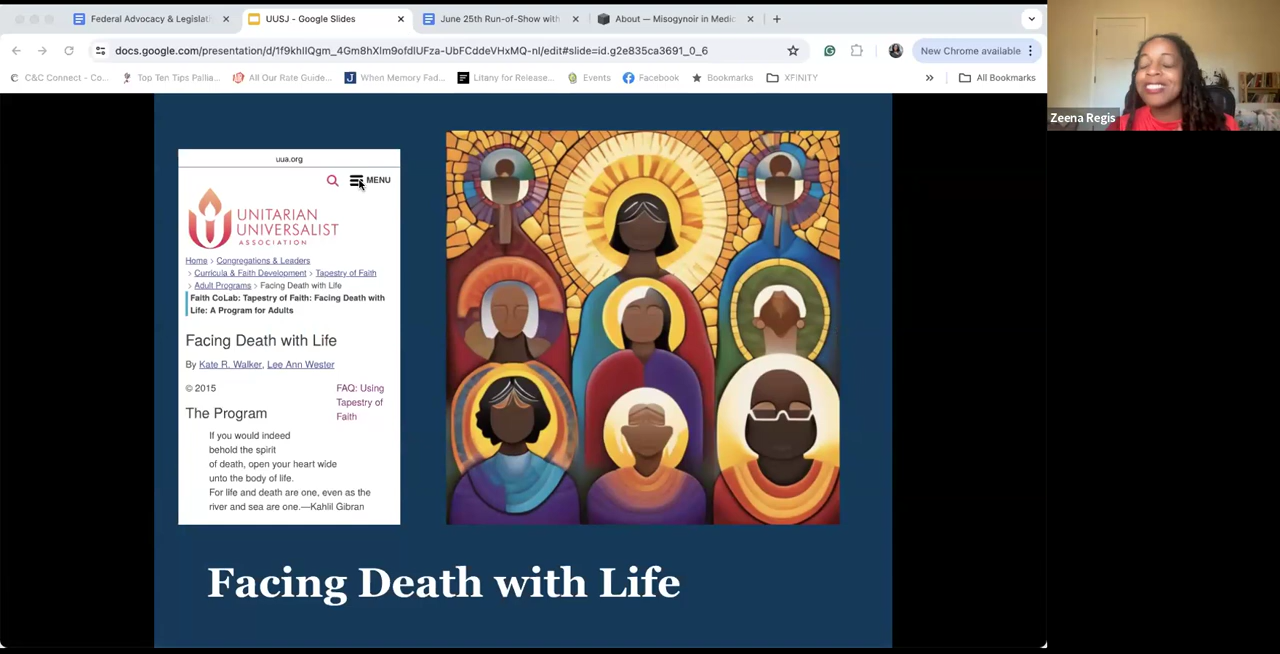 Federal Advocacy & Legislati
UUSJ - Google Slides
June 25th Run-of-Show with
About — Misogynoir in Medic
docs.google.com/presentation/d/1f9khIIQgm_4Gm8hXIm9ofdIUFza-UbFCddeVHxMQ-nI/edit#slide=id.g2e835ca3691_0_6
New Chrome available
C&C Connect - Co...
Top Ten Tips Pallia...
All Our Rate Guide...
When Memory Fad...
Litany for Release...
Events
Facebook
Bookmarks
XFINITY
All Bookmarks
Zeena Regis
uua.org
MENU
UNITARIAN
UNIVERSALIST
ASSOCIATION
Home > Congregations & Leaders
> Curricula & Faith Development > Tapestry of Faith
> Adult Programs > Facing Death with Life
Faith CoLab: Tapestry of Faith: Facing Death with
Life: A Program for Adults
Facing Death with Life
By Kate R. Walker, Lee Ann Wester
© 2015
FAQ: Using
Tapestry of
Faith
The Program
If you would indeed
behold the spirit
of death, open your heart wide
unto the body of life.
For life and death are one, even as the
river and sea are one.—Kahlil Gibran
Facing Death with Life